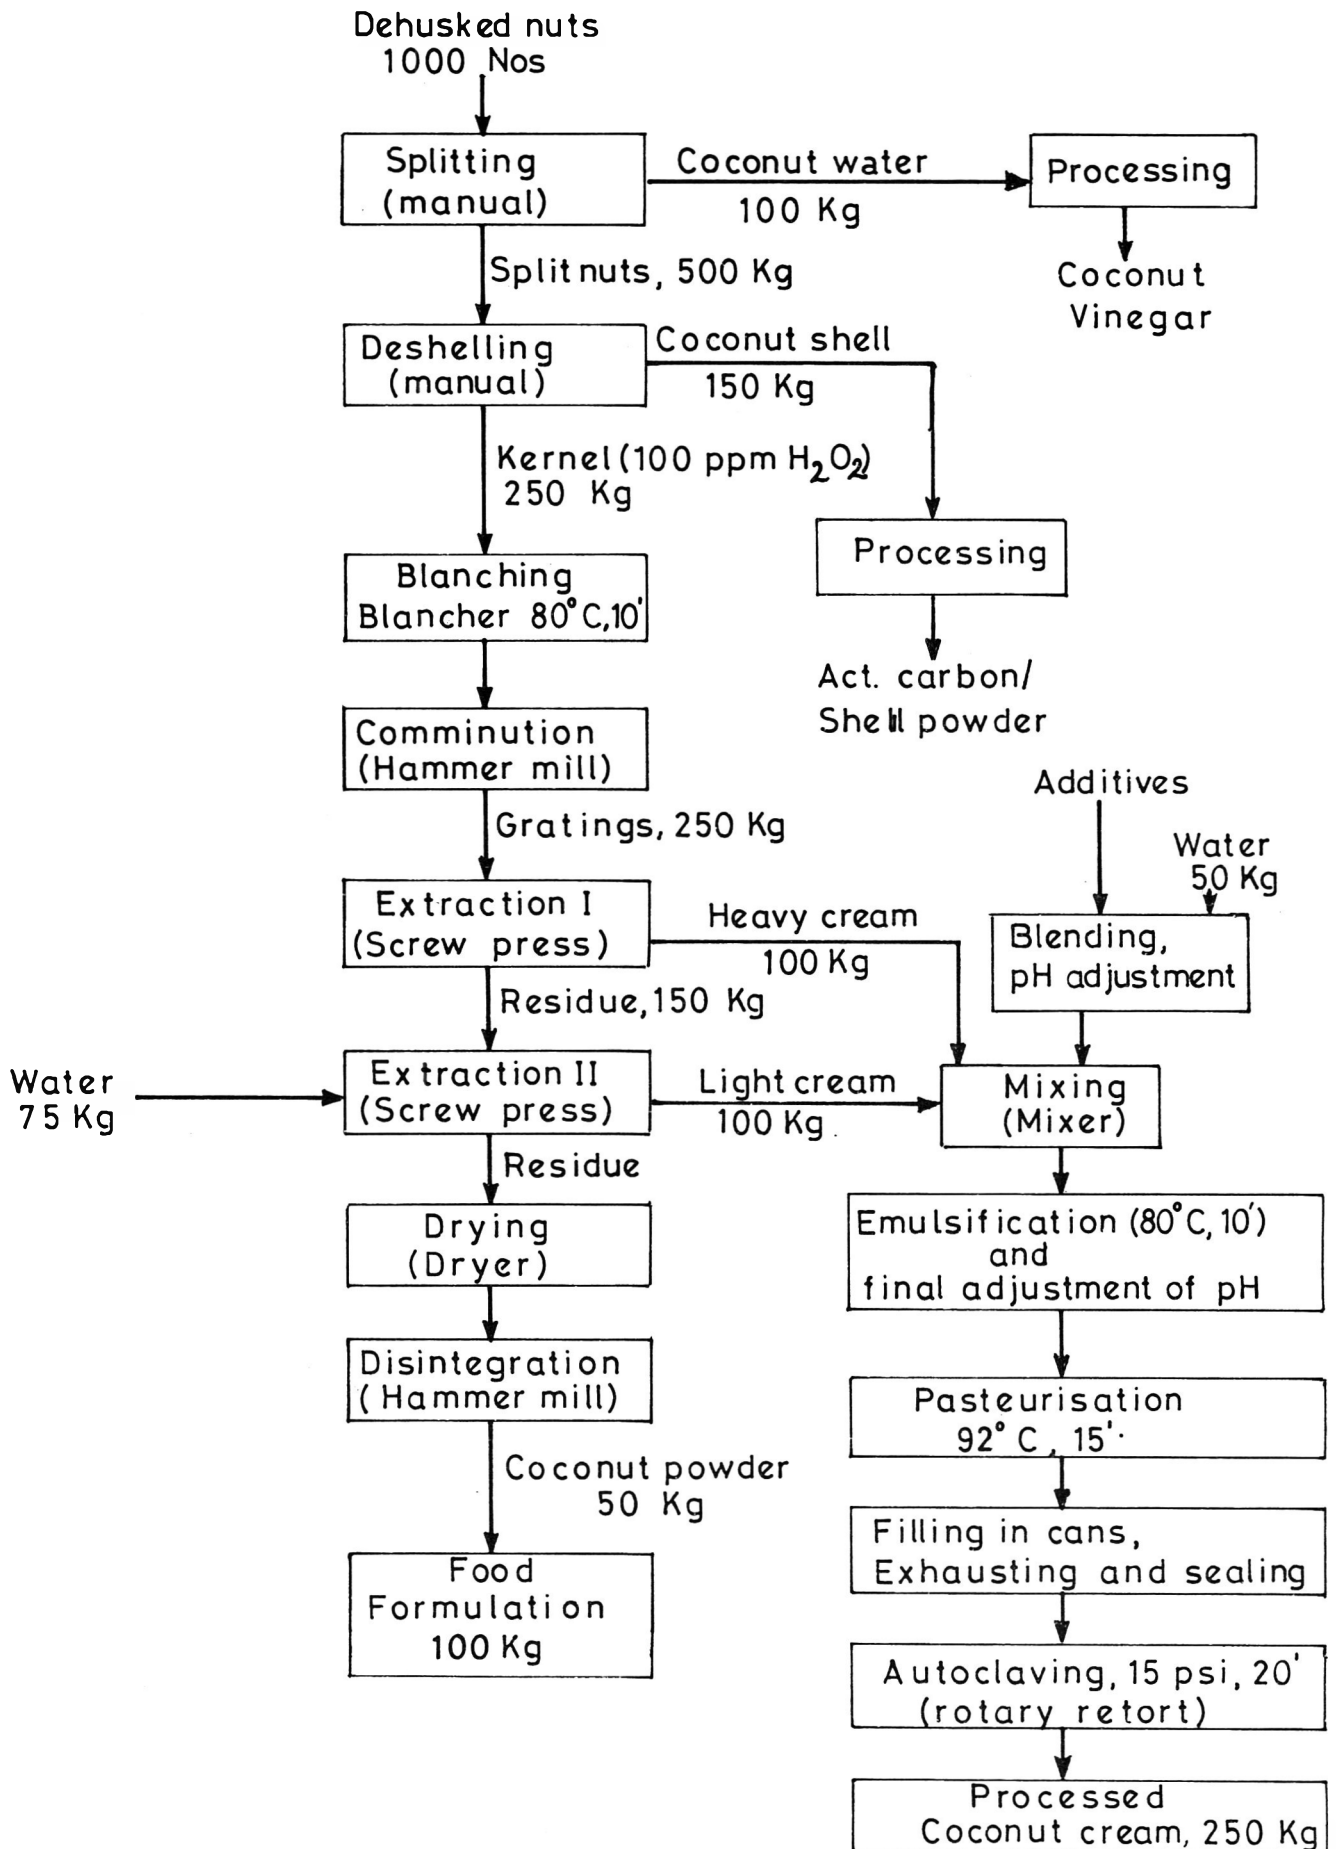 Dehusked nuts
1000 Nos
Splitting
(manual)
Coconut water
100 Kg
Processing
Coconut
Vinegar
Split nuts, 500 Kg
Deshelling
(manual)
Coconut shell
150 Kg
Kernel (100 ppm H₂O₂)
250 Kg
Processing
Act. carbon/
Shell powder
Blanching
Blancher 80°C, 10'
Comminution
(Hammer mill)
Gratings, 250 Kg
Additives
Water
50 Kg
Blending,
pH adjustment
Extraction I
(Screw press)
Heavy cream
100 Kg
Residue, 150 Kg
Water
75 Kg
Extraction II
(Screw press)
Light cream
100 Kg
Mixing
(Mixer)
Residue
Drying
(Dryer)
Disintegration
(Hammer mill)
Coconut powder
50 Kg
Food
Formulation
100 Kg
Emulsification (80°C, 10')
and
final adjustment of pH
Pasteurisation
92° C, 15'
Filling in cans,
Exhausting and sealing
Autoclaving, 15 psi, 20'
(rotary retort)
Processed
Coconut cream, 250 Kg